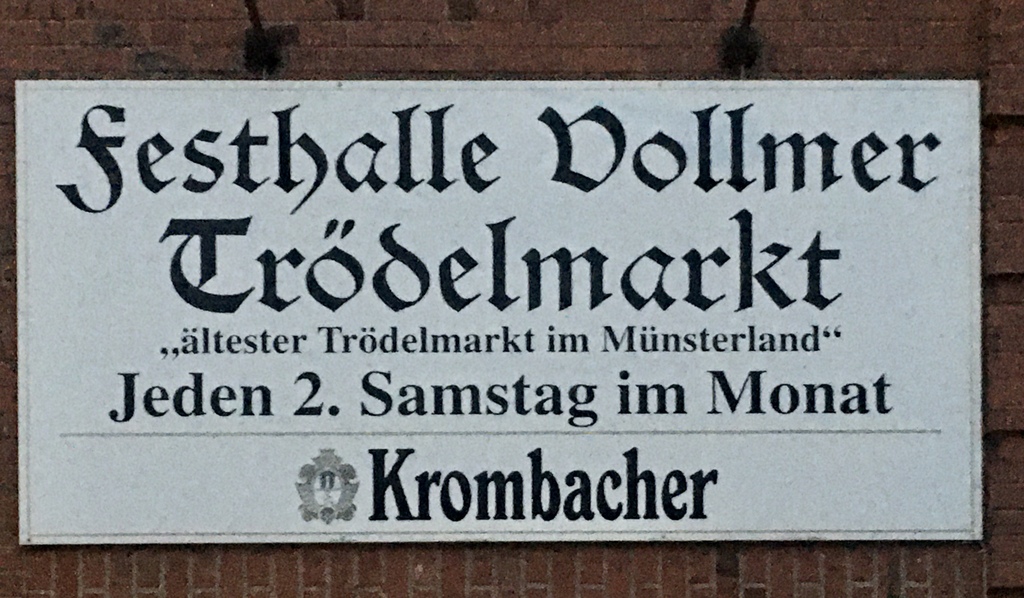 Festhalle Vollmer
Trödelmarkt
„ältester Trödelmarkt im Münsterland“
Jeden 2. Samstag im Monat
Krombacher